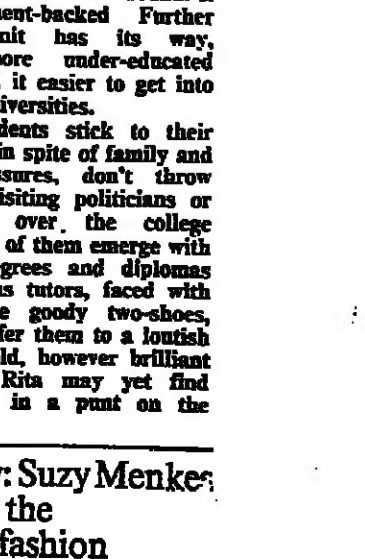 ent-backed Further
nit has its way,
ore under-educated
it easier to get into
iversities.
dents stick to their
in spite of family and
ssures, don't throw
isiting politicians or
over. the college
of them emerge with
grees and diplomas
us tutors, faced with
e goody two-shoes,
fer them to a loutish
ld, however brilliant
Rita may yet find
in a punt on the
: Suzy Menkes
the
fashion